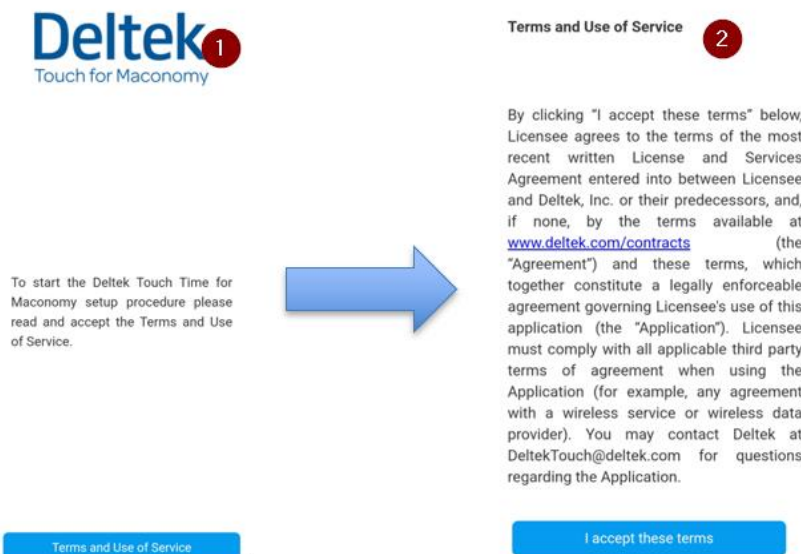 Deltek
1
Touch for Maconomy
To start the Deltek Touch Time for
Maconomy setup procedure please
read and accept the Terms and Use
of Service.
Terms and Use of Service
Terms and Use of Service
2
By clicking "I accept these terms" below,
Licensee agrees to the terms of the most
recent written License and Services
Agreement entered into between Licensee
and Deltek, Inc. or their predecessors, and,
if none, by the terms available at
www.deltek.com/contracts (the
“Agreement”) and these terms, which
together constitute a legally enforceable
agreement governing Licensee's use of this
application (the “Application”). Licensee
must comply with all applicable third party
terms of agreement when using the
Application (for example, any agreement
with a wireless service or wireless data
provider). You may contact Deltek at
DeltekTouch@deltek.com for questions
regarding the Application.
I accept these terms